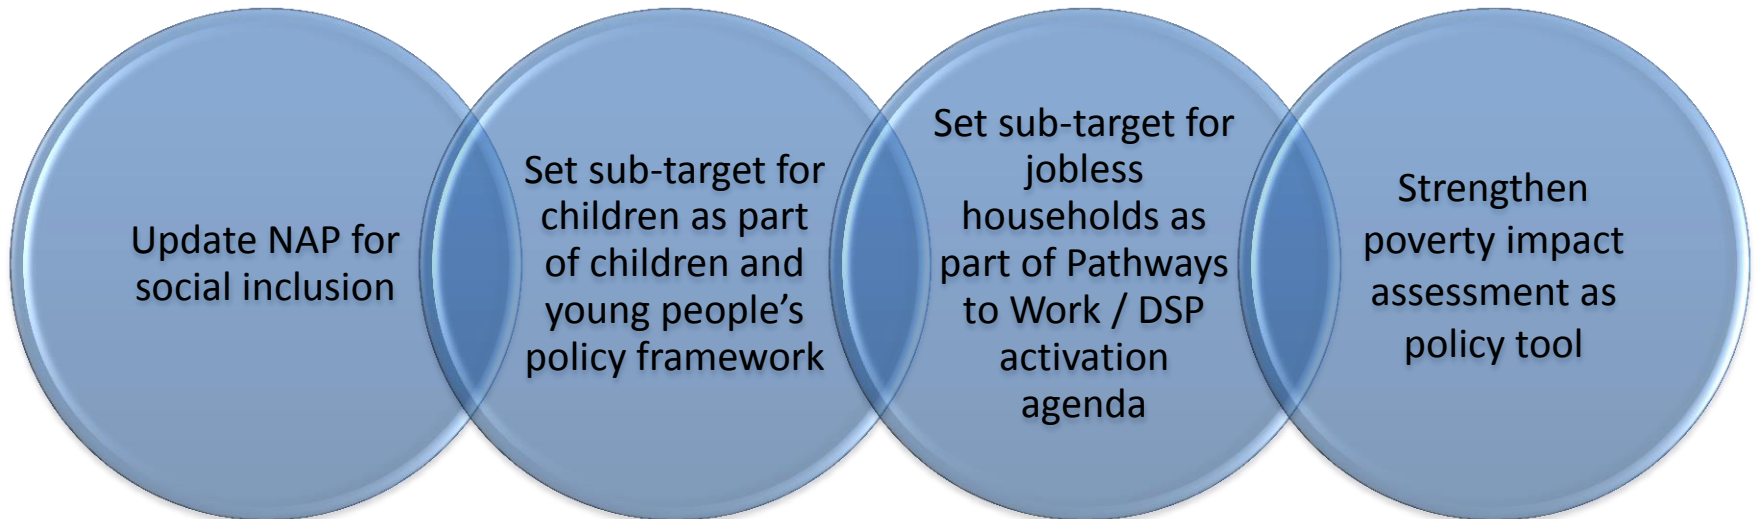 Update NAP for
social inclusion
Set sub-target for
children as part
of children and
young people’s
policy framework
Set sub-target for
jobless
households as
part of Pathways
to Work / DSP
activation
agenda
Strengthen
poverty impact
assessment as
policy tool